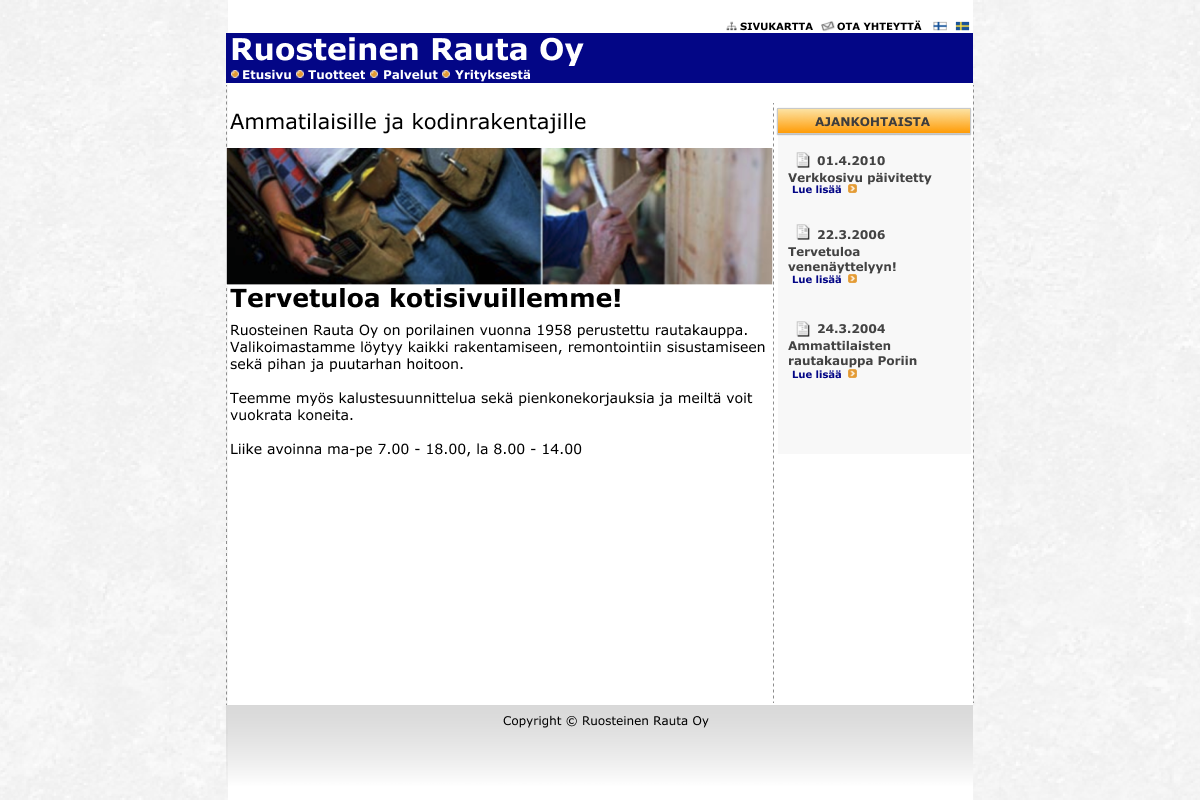 SIVUKARTTA OTA YHTEYTTÄ
Ruosteinen Rauta Oy
Etusivu Tuotteet Palvelut Yrityksestä
Ammatilaisille ja kodinrakentajille
Tervetuloa kotisivuillemme!
Ruosteinen Rauta Oy on porilainen vuonna 1958 perustettu rautakauppa.
Valikoimastamme löytyy kaikki rakentamiseen, remontointiin sisustamiseen
sekä pihan ja puutarhan hoitoon.
Teemme myös kalustesuunnittelua sekä pienkonekorjauksia ja meiltä voit
vuokrata koneita.
Liike avoinna ma-pe 7.00 - 18.00, la 8.00 - 14.00
AJANKOHTAISTA
01.4.2010
Verkkosivu päivitetty
Lue lisää
22.3.2006
Tervetuloa
venenäyttelyyn!
Lue lisää
24.3.2004
Ammattilaisten
rautakauppa Poriin
Lue lisää
Copyright © Ruosteinen Rauta Oy